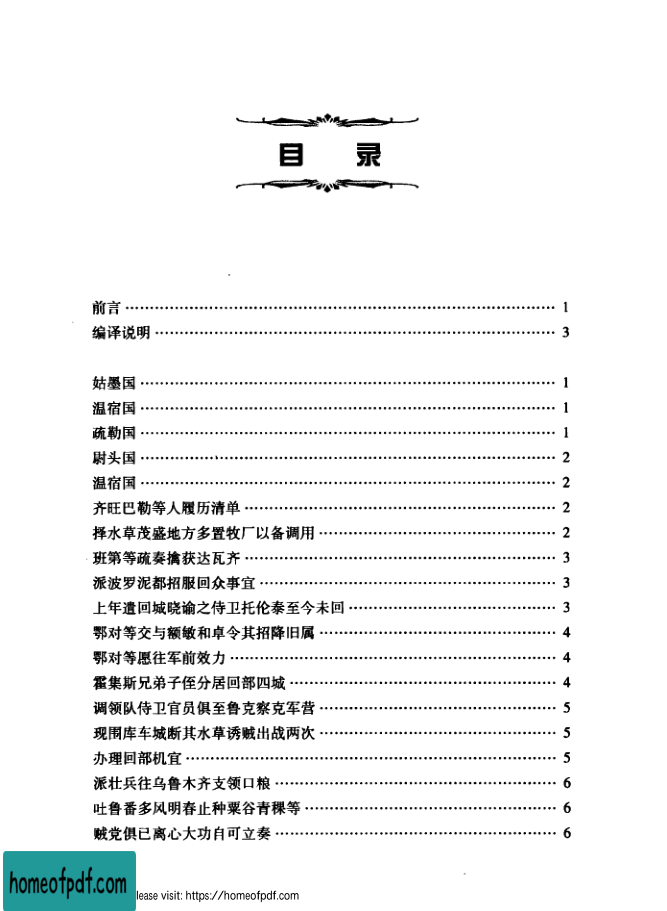 目 录
前言 ………………………………………………………… 1
编译说明 ………………………………………………………… 3
姑墨国 ………………………………………………………… 1
温宿国 ………………………………………………………… 1
疏勒国 ………………………………………………………… 1
尉头国 ………………………………………………………… 2
温宿国 ………………………………………………………… 2
齐旺巴勒等人履历清单 ………………………………………… 2
择水草茂盛地方多置牧厂以备调用 ……………………………… 2
班第等疏奏擒获达瓦齐 ………………………………………… 3
派波罗泥都招服回众事宜 ……………………………………… 3
上年遣回城晓谕之侍卫托伦泰至今未回 ………………………… 3
鄂对等交与额敏和卓令其招降旧属 ……………………………… 4
鄂对等愿往军前效力 …………………………………………… 4
霍集斯兄弟子侄分居回部四城 ………………………………… 4
调领队侍卫官员俱至鲁克察克军营 ……………………………… 5
现围库车城断其水草诱贼出战两次 ……………………………… 5
办理回部机宜 ………………………………………………… 5
派壮兵往乌鲁木齐支领口粮 …………………………………… 6
吐鲁番多风明春止种粟谷青稞等 ……………………………… 6
贼党俱已离心大功自可立奏 …………………………………… 6
homeofpdf.com
lease visit: https://homeofpdf.com